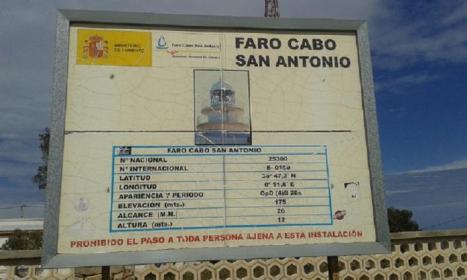 MINISTERIO
DE FOMENTO
FARO CABO
SAN ANTONIO
FARO CABO SAN ANTONIO
Nº NACIONAL
Nº INTERNACIONAL
LATITUD
LONGITUD
APARIENCIA Y PERIODO
ELEVACIÓN (mts.) 175
ALCANCE (M.N.) 26
ALTURA (mts.) 17
PROHIBIDO EL PASO A TODA PERSONA AJENA A ESTA INSTALACIÓN